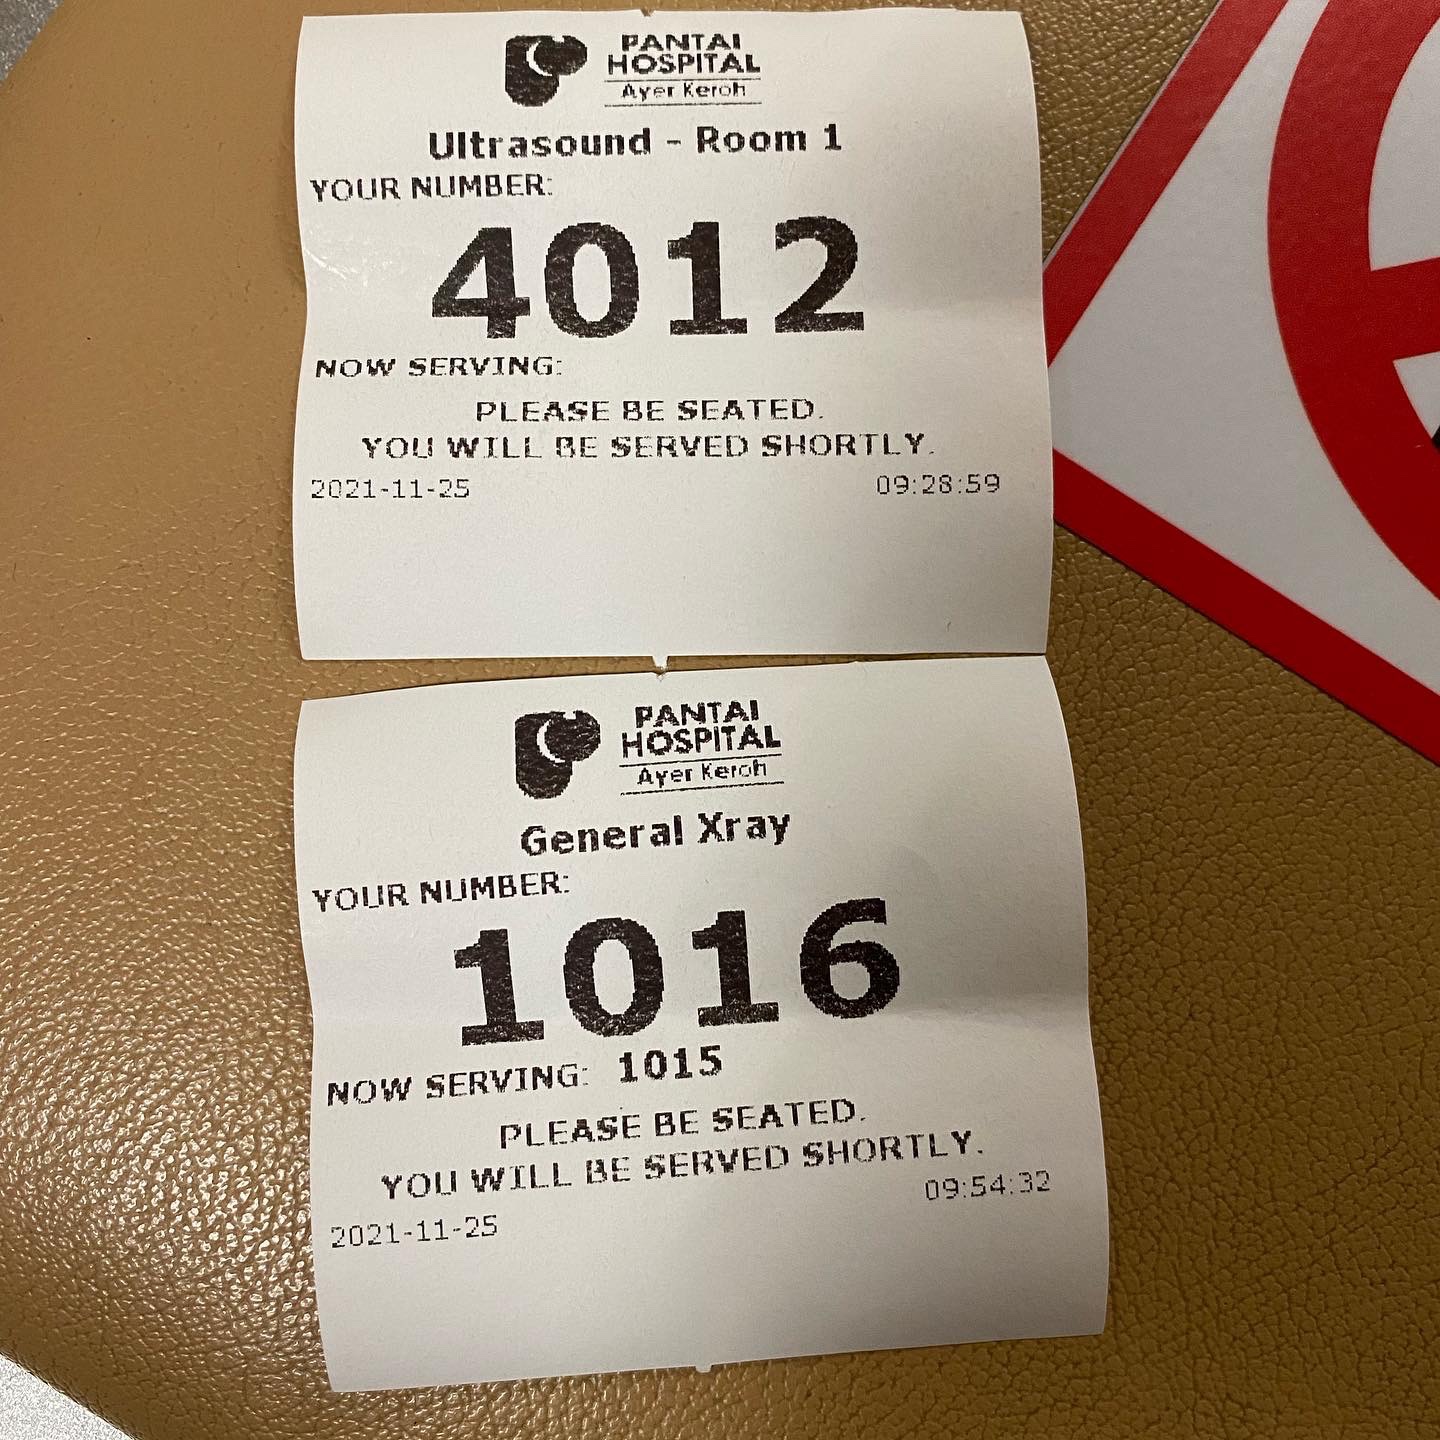 PANTAI
HOSPITAL
Ayer Keroh
Ultrasound - Room 1
YOUR NUMBER:
4012
NOW SERVING:
PLEASE BE SEATED.
YOU WILL BE SERVED SHORTLY.
2021-11-25 09:28:59
PANTAI
HOSPITAL
Ayer Keroh
General Xray
YOUR NUMBER:
1016
NOW SERVING: 1015
PLEASE BE SEATED.
YOU WILL BE SERVED SHORTLY.
2021-11-25 09:54:32